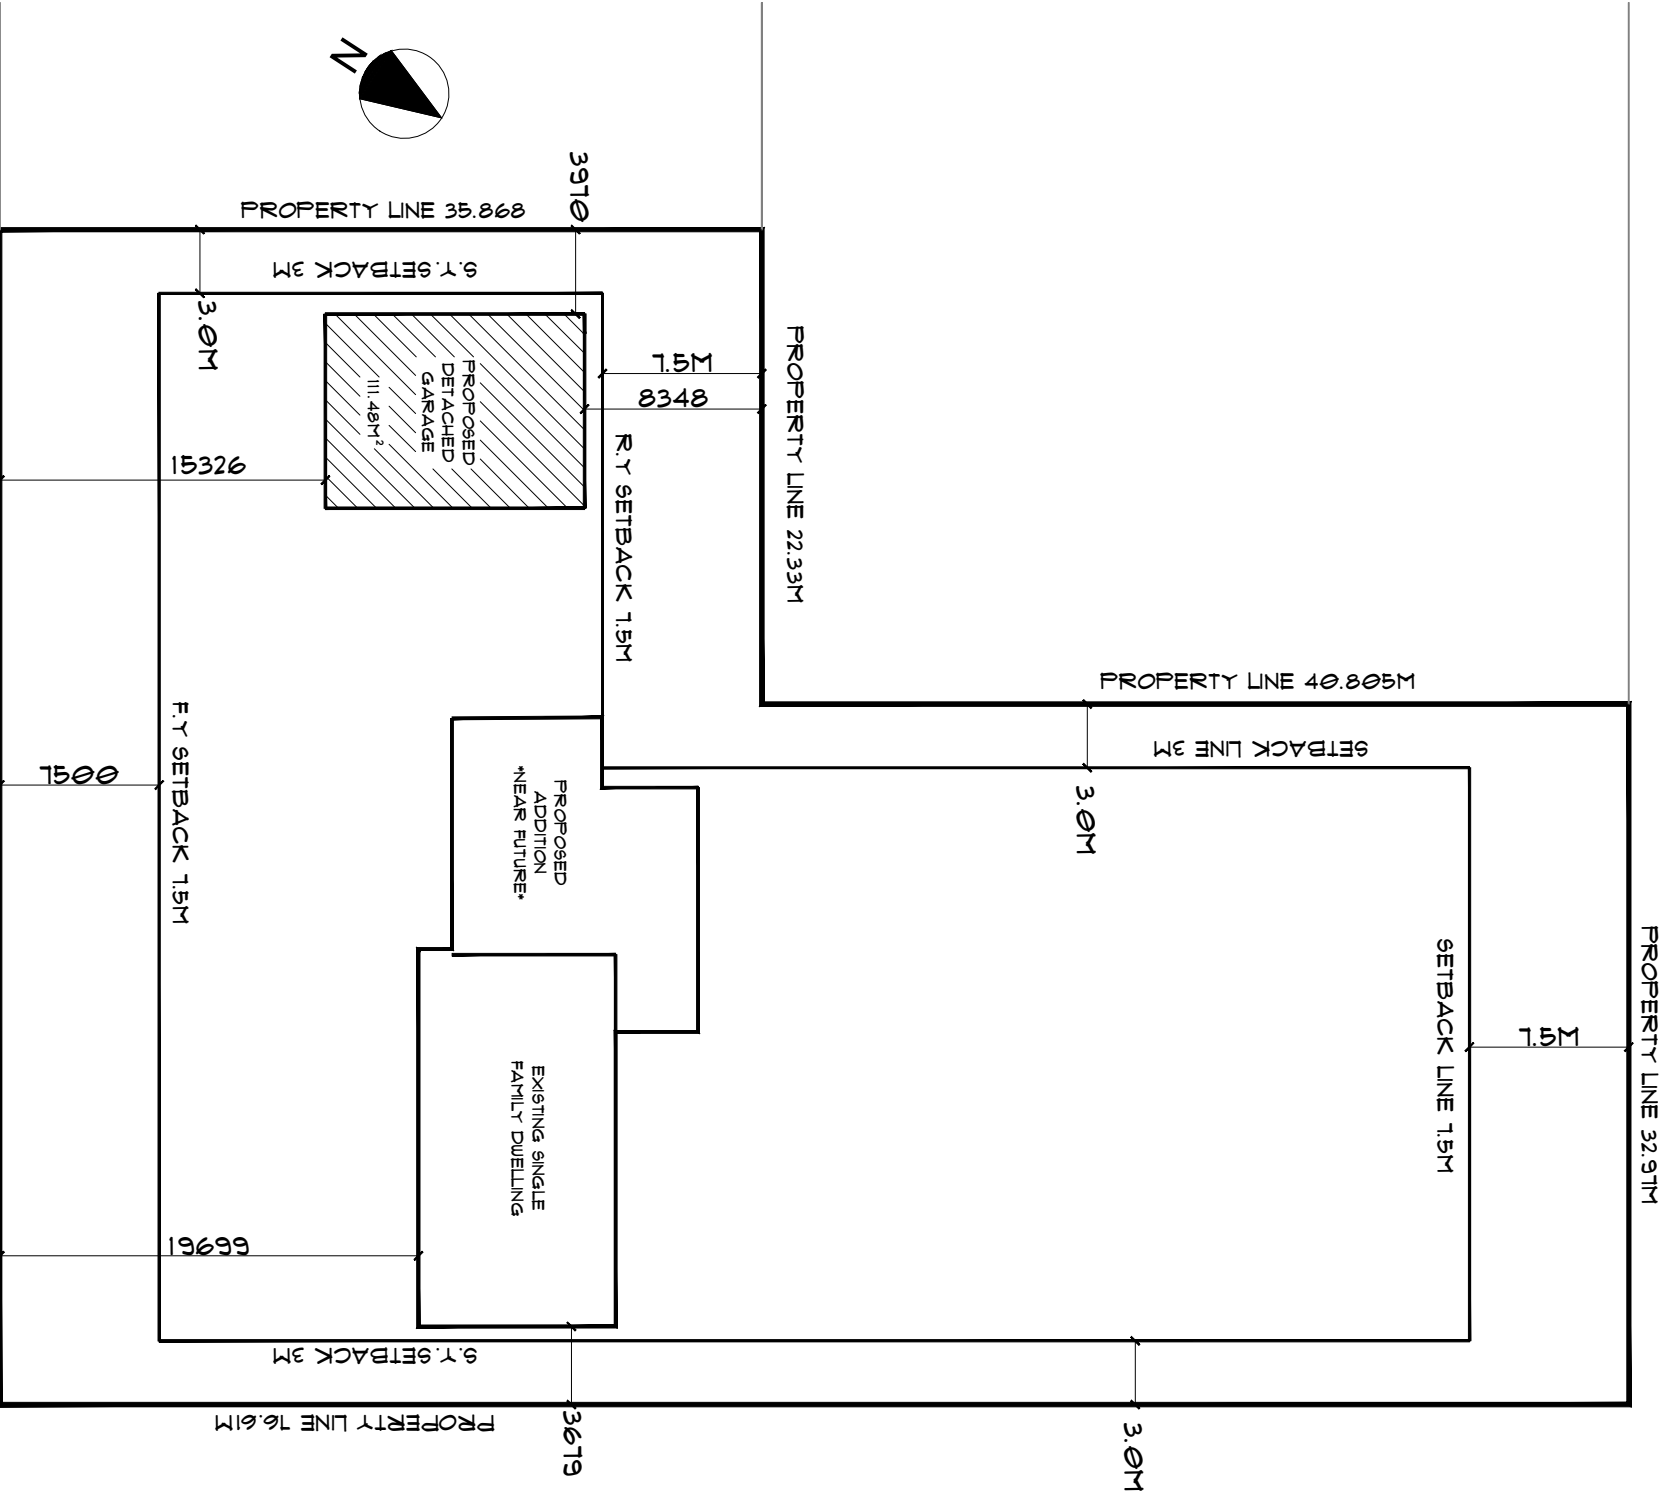 N
3970
PROPERTY LINE 35.868
S.Y. SETBACK 3M
3.0M
PROPOSED
DETACHED
GARAGE
111.48M²
7.5M
8348
PROPERTY LINE 22.33M
15326
R.Y SETBACK 7.5M
PROPERTY LINE 40.805M
SETBACK LINE 3M
3.0M
F.Y SETBACK 7.5M
7500
PROPOSED
ADDITION
*NEAR FUTURE*
SETBACK LINE 7.5M
7.5M
PROPERTY LINE 32.97M
EXISTING SINGLE
FAMILY DWELLING
19699
S.Y. SETBACK 3M
PROPERTY LINE 76.61M
3679
3.0M